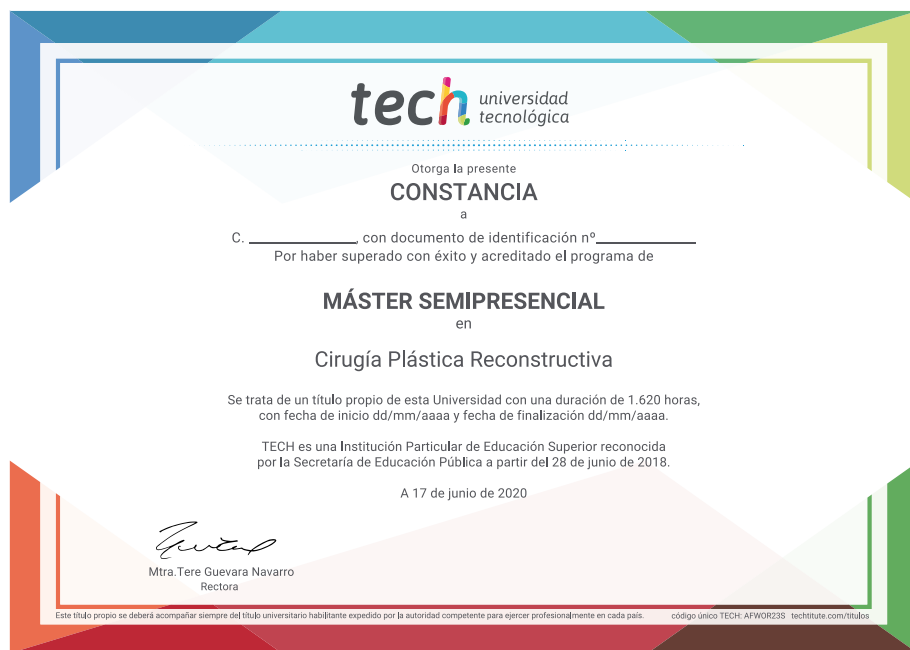 tech universidad
tecnológica
Otorga la presente
CONSTANCIA
a
C. ____________, con documento de identificación nº____________
Por haber superado con éxito y acreditado el programa de
MÁSTER SEMIPRESENCIAL
en
Cirugía Plástica Reconstructiva
Se trata de un título propio de esta Universidad con una duración de 1.620 horas,
con fecha de inicio dd/mm/aaaa y fecha de finalización dd/mm/aaaa.
TECH es una Institución Particular de Educación Superior reconocida
por la Secretaría de Educación Pública a partir del 28 de junio de 2018.
A 17 de junio de 2020
Mtra.Tere Guevara Navarro
Rectora
Este título propio se deberá acompañar siempre del título universitario habilitante expedido por la autoridad competente para ejercer profesionalmente en cada país. código único TECH: AFWOR23S techtitute.com/titulos